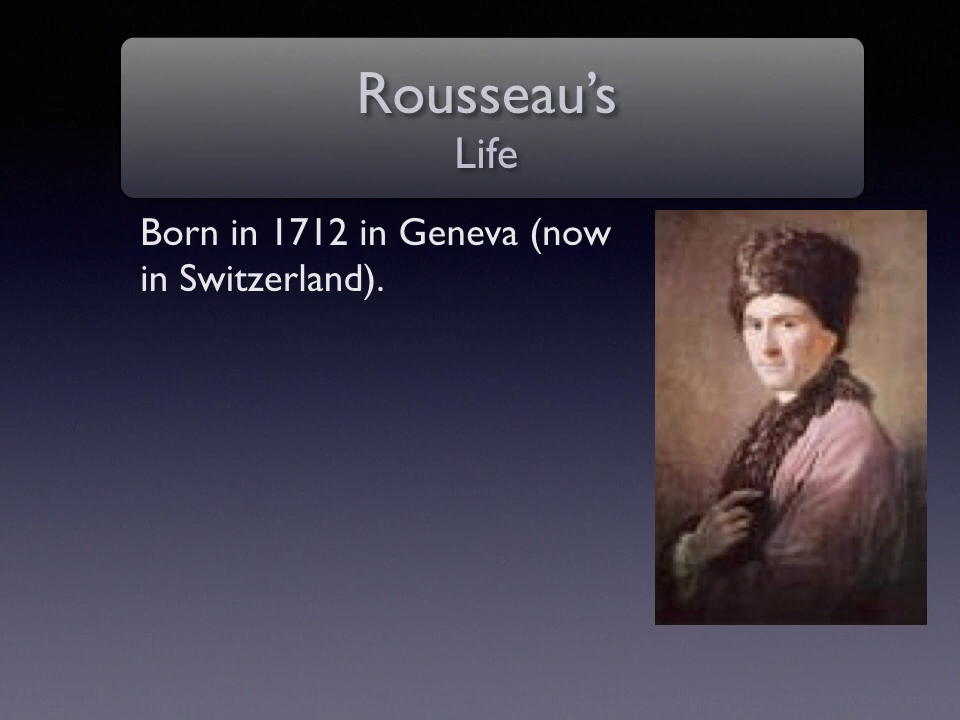 Rousseau’s
Life
Born in 1712 in Geneva (now
in Switzerland).